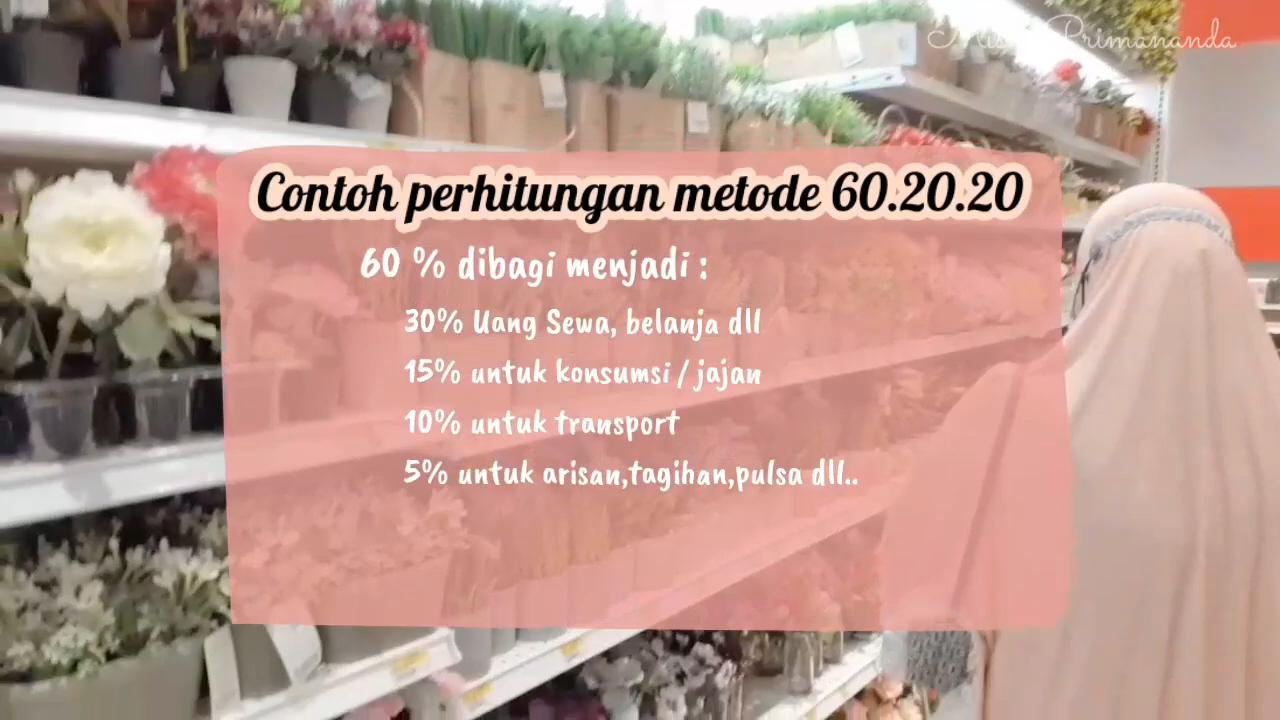 Primananda
Contoh perhitungan metode 60.20.20
60 % dibagi menjadi :
30% Uang Sewa, belanja dll
15% untuk konsumsi / jajan
10% untuk transport
5% untuk arisan,tagihan,pulsa dll..